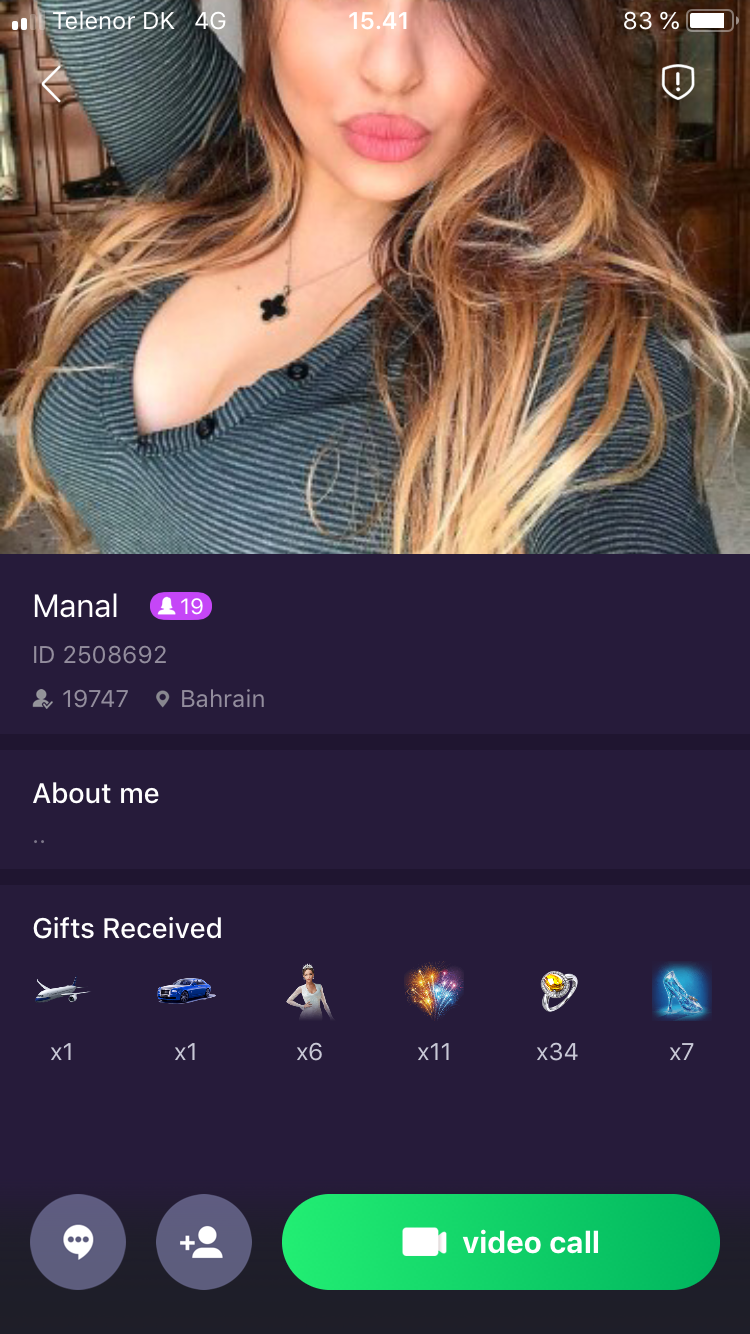 Telenor DK 4G 15.41 83 %
Manal 19
ID 2508692
19747 Bahrain
About me
..
Gifts Received
x1 x1 x6 x11 x34 x7
video call